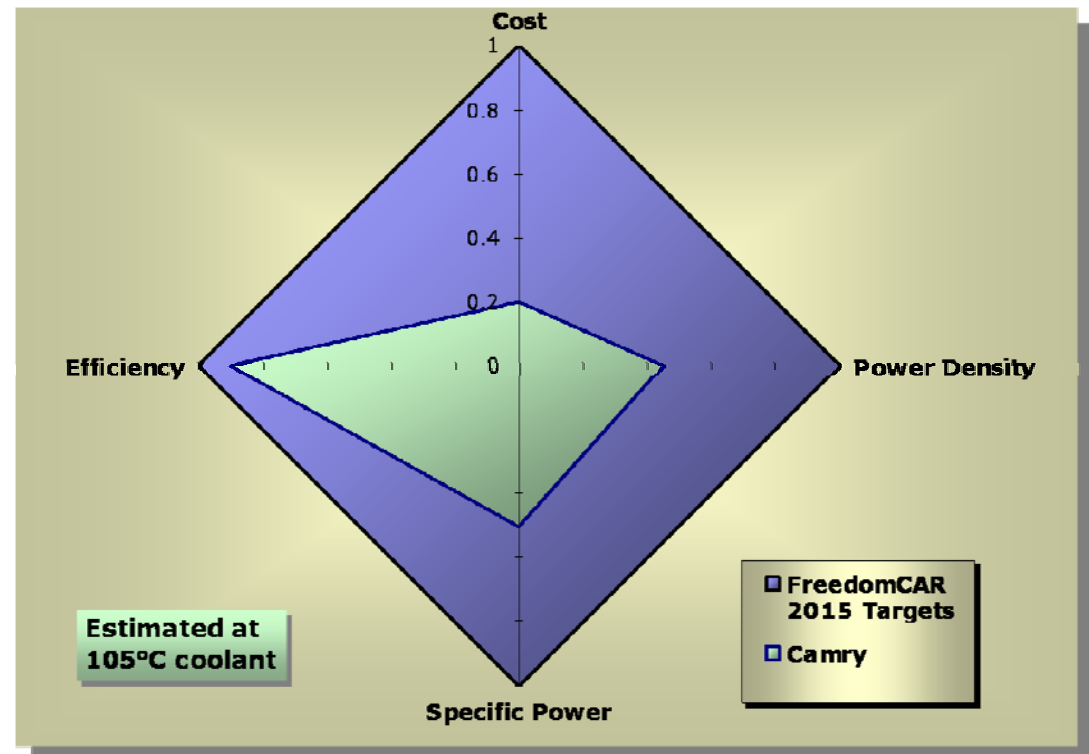 Cost
1
0.8
0.6
0.4
0.2
0
Efficiency
Power Density
Specific Power
Estimated at
105°C coolant
FreedomCAR
2015 Targets
Camry